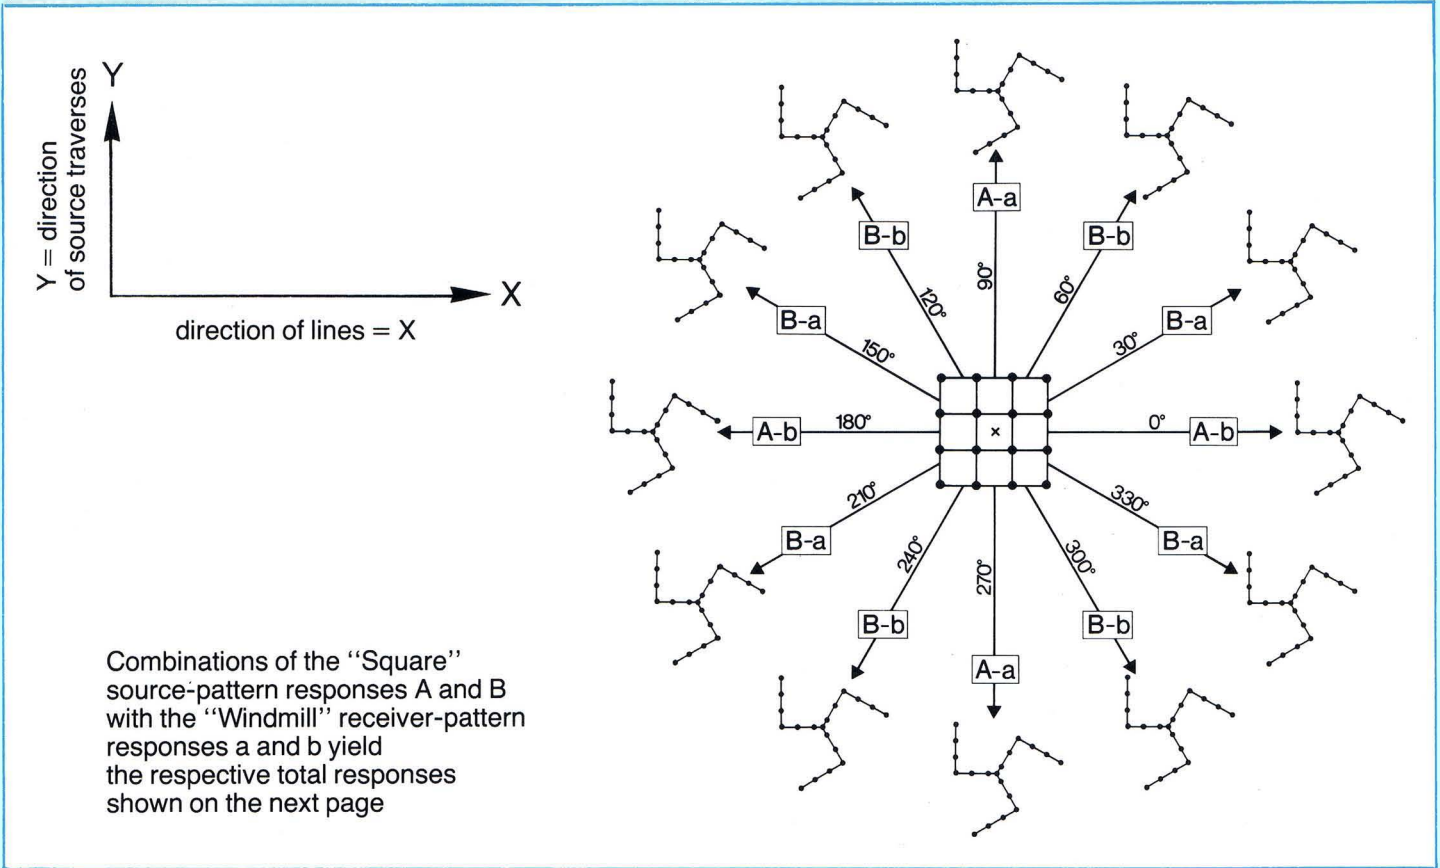 Y
Y = direction
of source traverses
X
direction of lines = X
A-a
90°
B-b
120°
B-b
60°
B-a
150°
B-a
30°
A-b
180°
x
0°
A-b
210°
B-a
330°
B-a
240°
B-b
270°
A-a
300°
B-b
Combinations of the ‘‘Square’’
source-pattern responses A and B
with the ‘‘Windmill’’ receiver-pattern
responses a and b yield
the respective total responses
shown on the next page